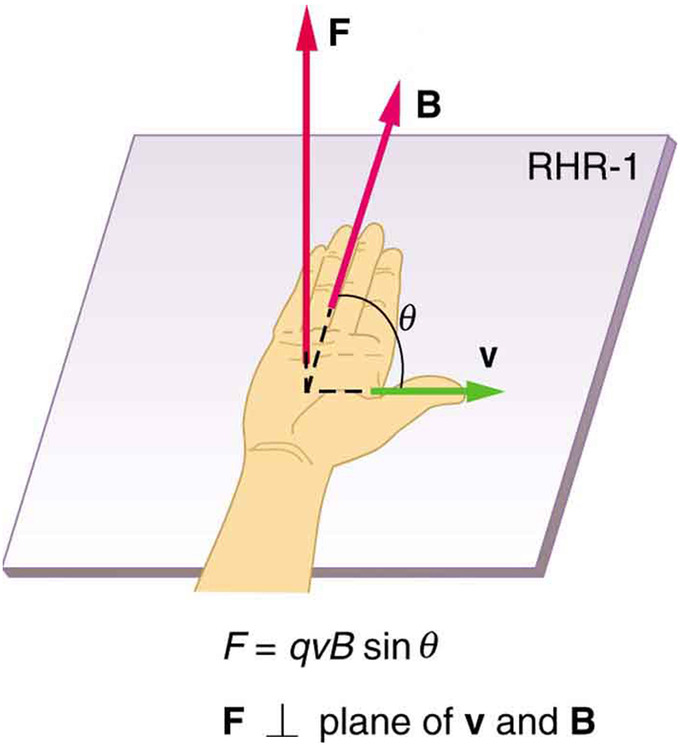 F
B
RHR-1
θ
v
F = qvB sin θ
F ⊥ plane of v and B